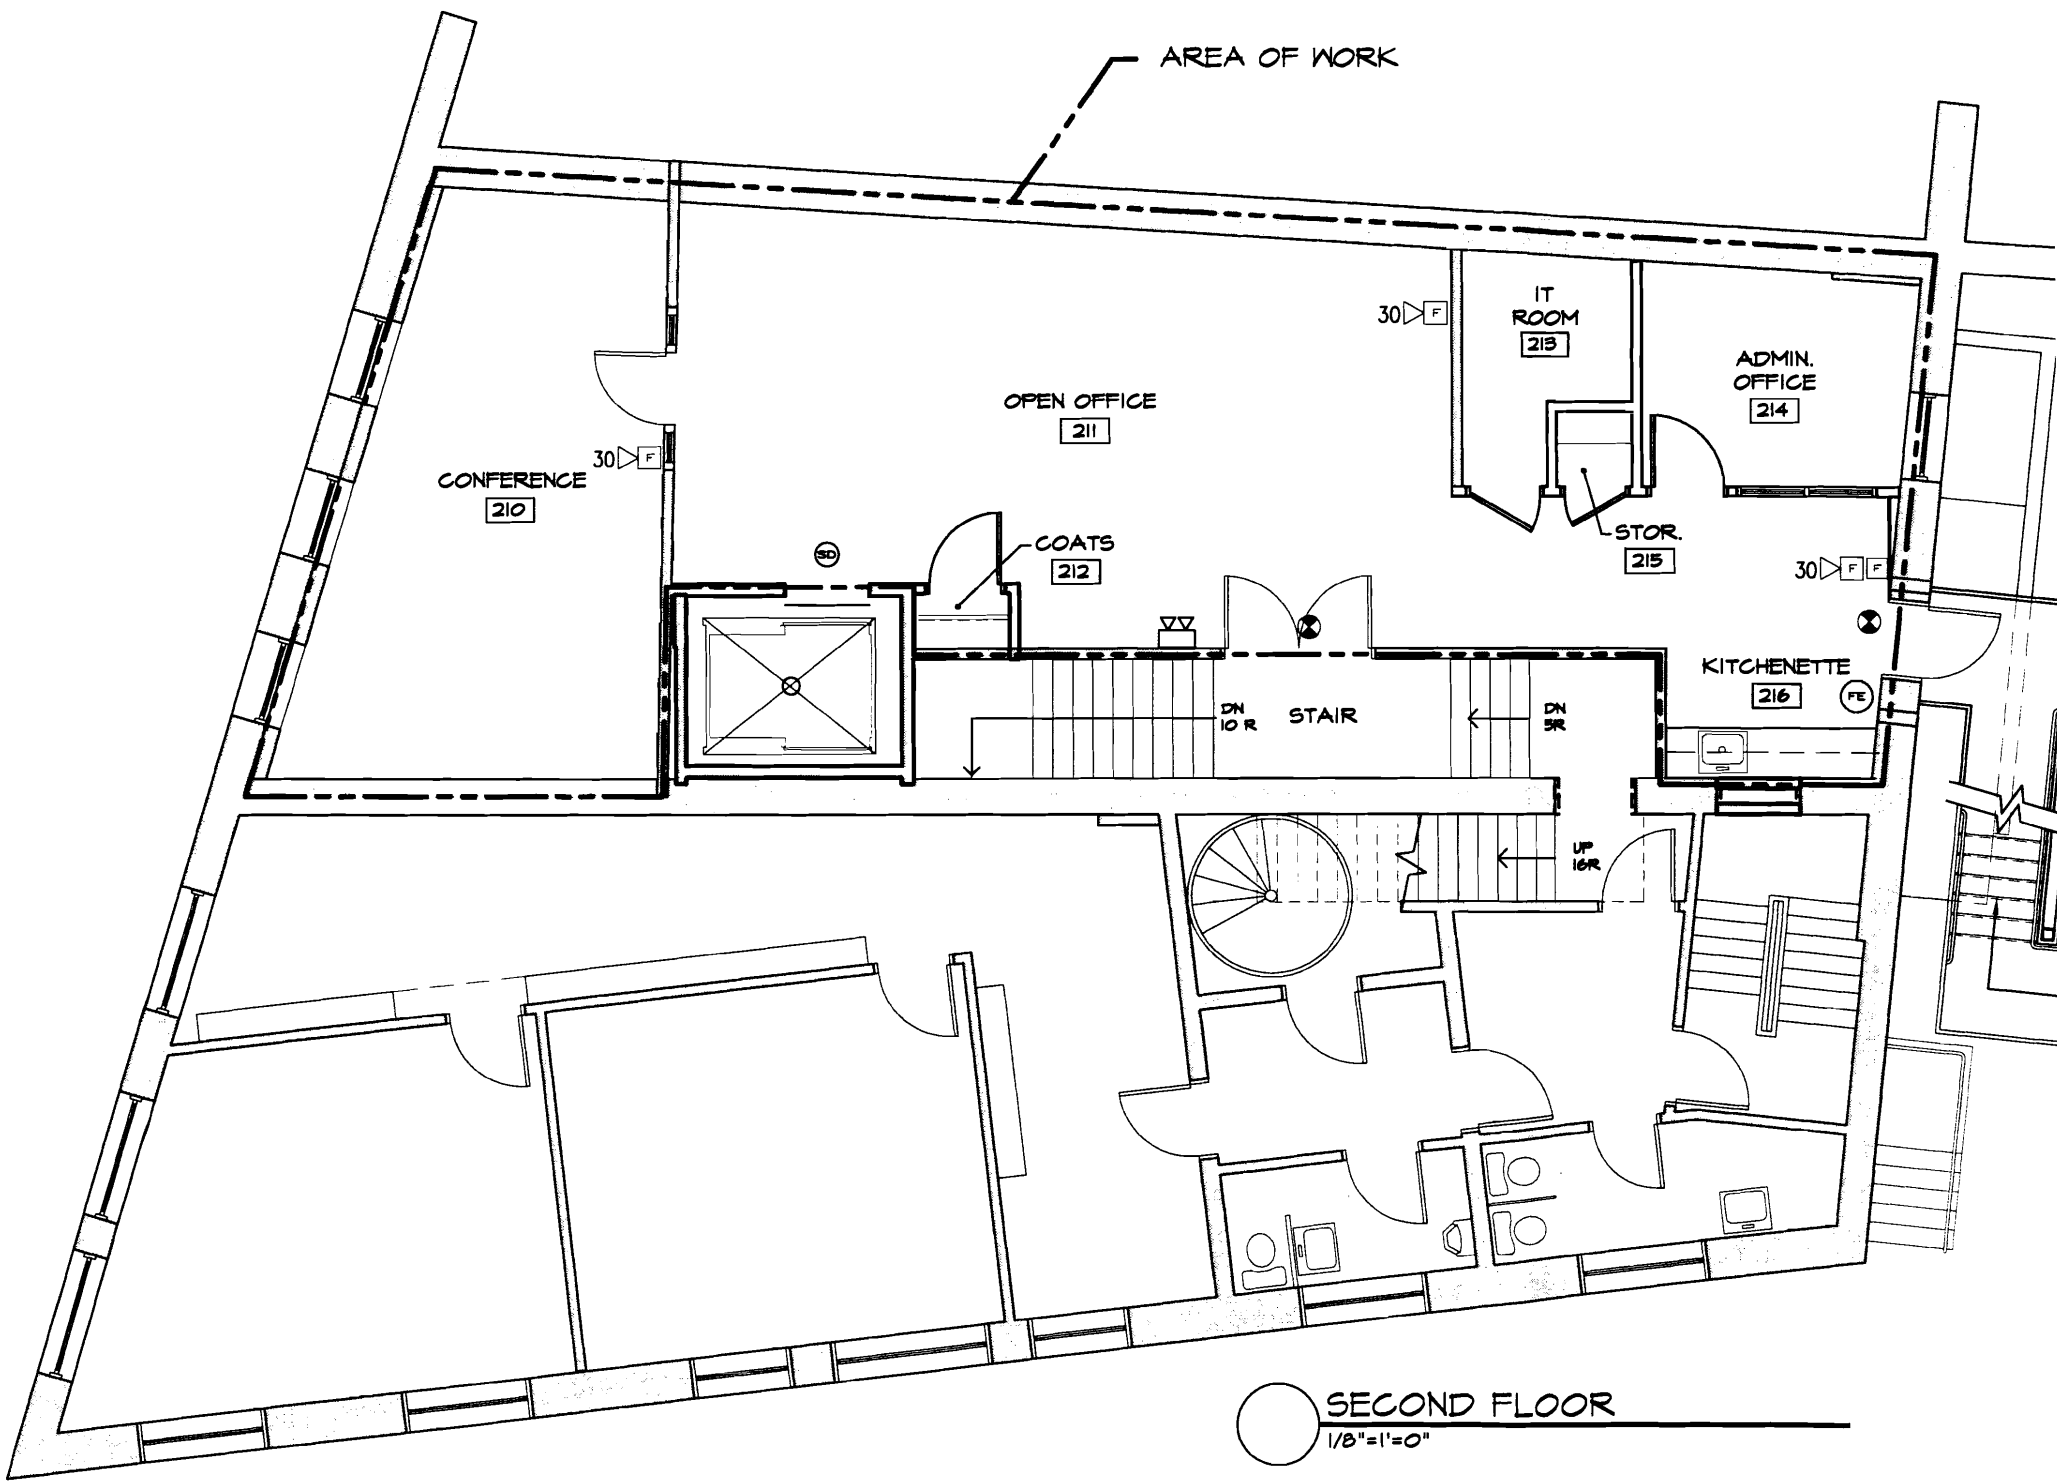 AREA OF WORK
IT
ROOM
213
30 F
ADMIN.
OFFICE
214
OPEN OFFICE
211
30 F
CONFERENCE
210
STOR.
215
COATS
212
SD
30 F F
KITCHENETTE
216
FE
DN
10 R
STAIR
DN
5R
UP
16R
SECOND FLOOR
1/8"=1'=0"